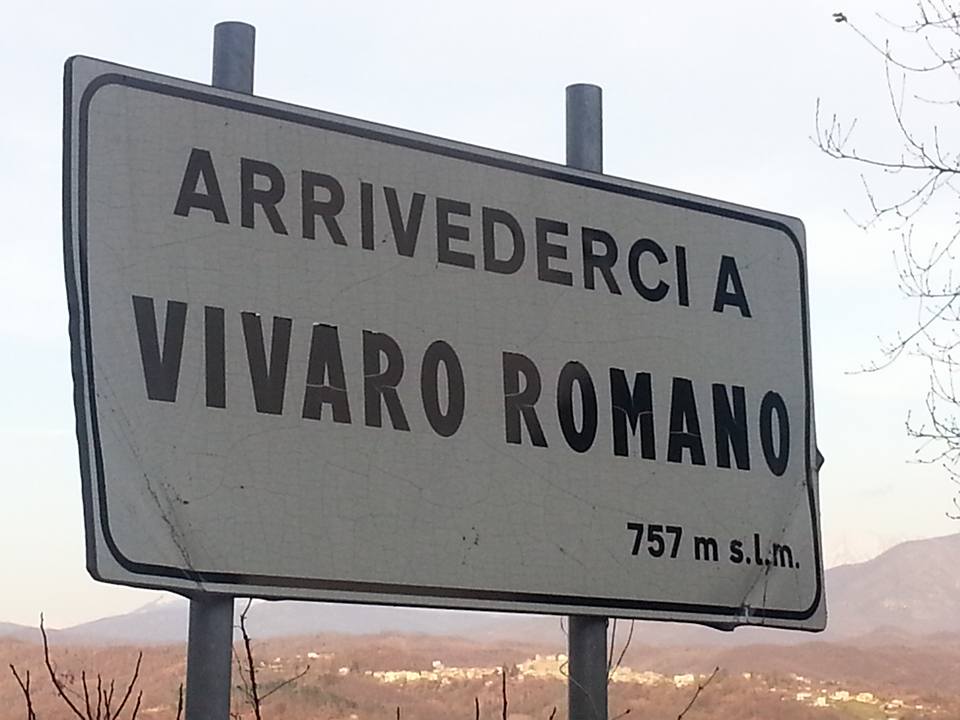 ARRIVEDERCI A
VIVARO ROMANO
757 m s.l.m.